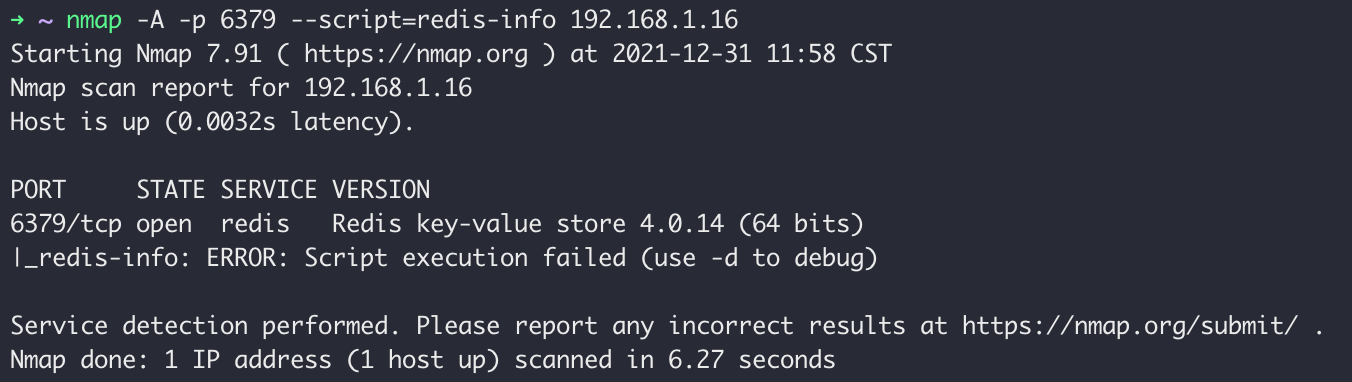 → ~ nmap -A -p 6379 --script=redis-info 192.168.1.16
Starting Nmap 7.91 ( https://nmap.org ) at 2021-12-31 11:58 CST
Nmap scan report for 192.168.1.16
Host is up (0.0032s latency).
PORT     STATE SERVICE VERSION
6379/tcp open  redis   Redis key-value store 4.0.14 (64 bits)
|_redis-info: ERROR: Script execution failed (use -d to debug)
Service detection performed. Please report any incorrect results at https://nmap.org/submit/ .
Nmap done: 1 IP address (1 host up) scanned in 6.27 seconds